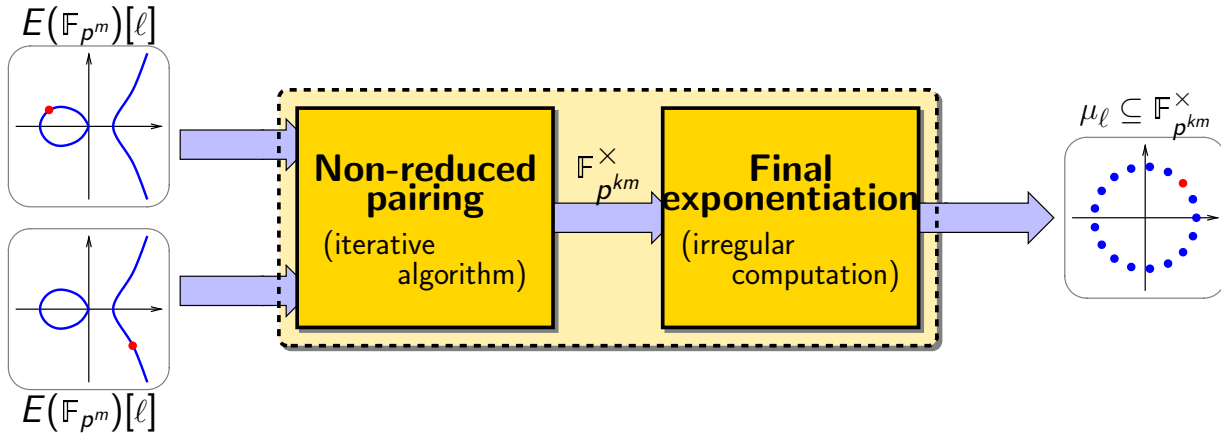 E(𝔽_{p^m})[ℓ]
Non-reduced
pairing
(iterative
algorithm)
𝔽^×_{p^{km}}
Final
exponentiation
(irregular
computation)
μ_ℓ ⊆ 𝔽^×_{p^{km}}
E(𝔽_{p^m})[ℓ]